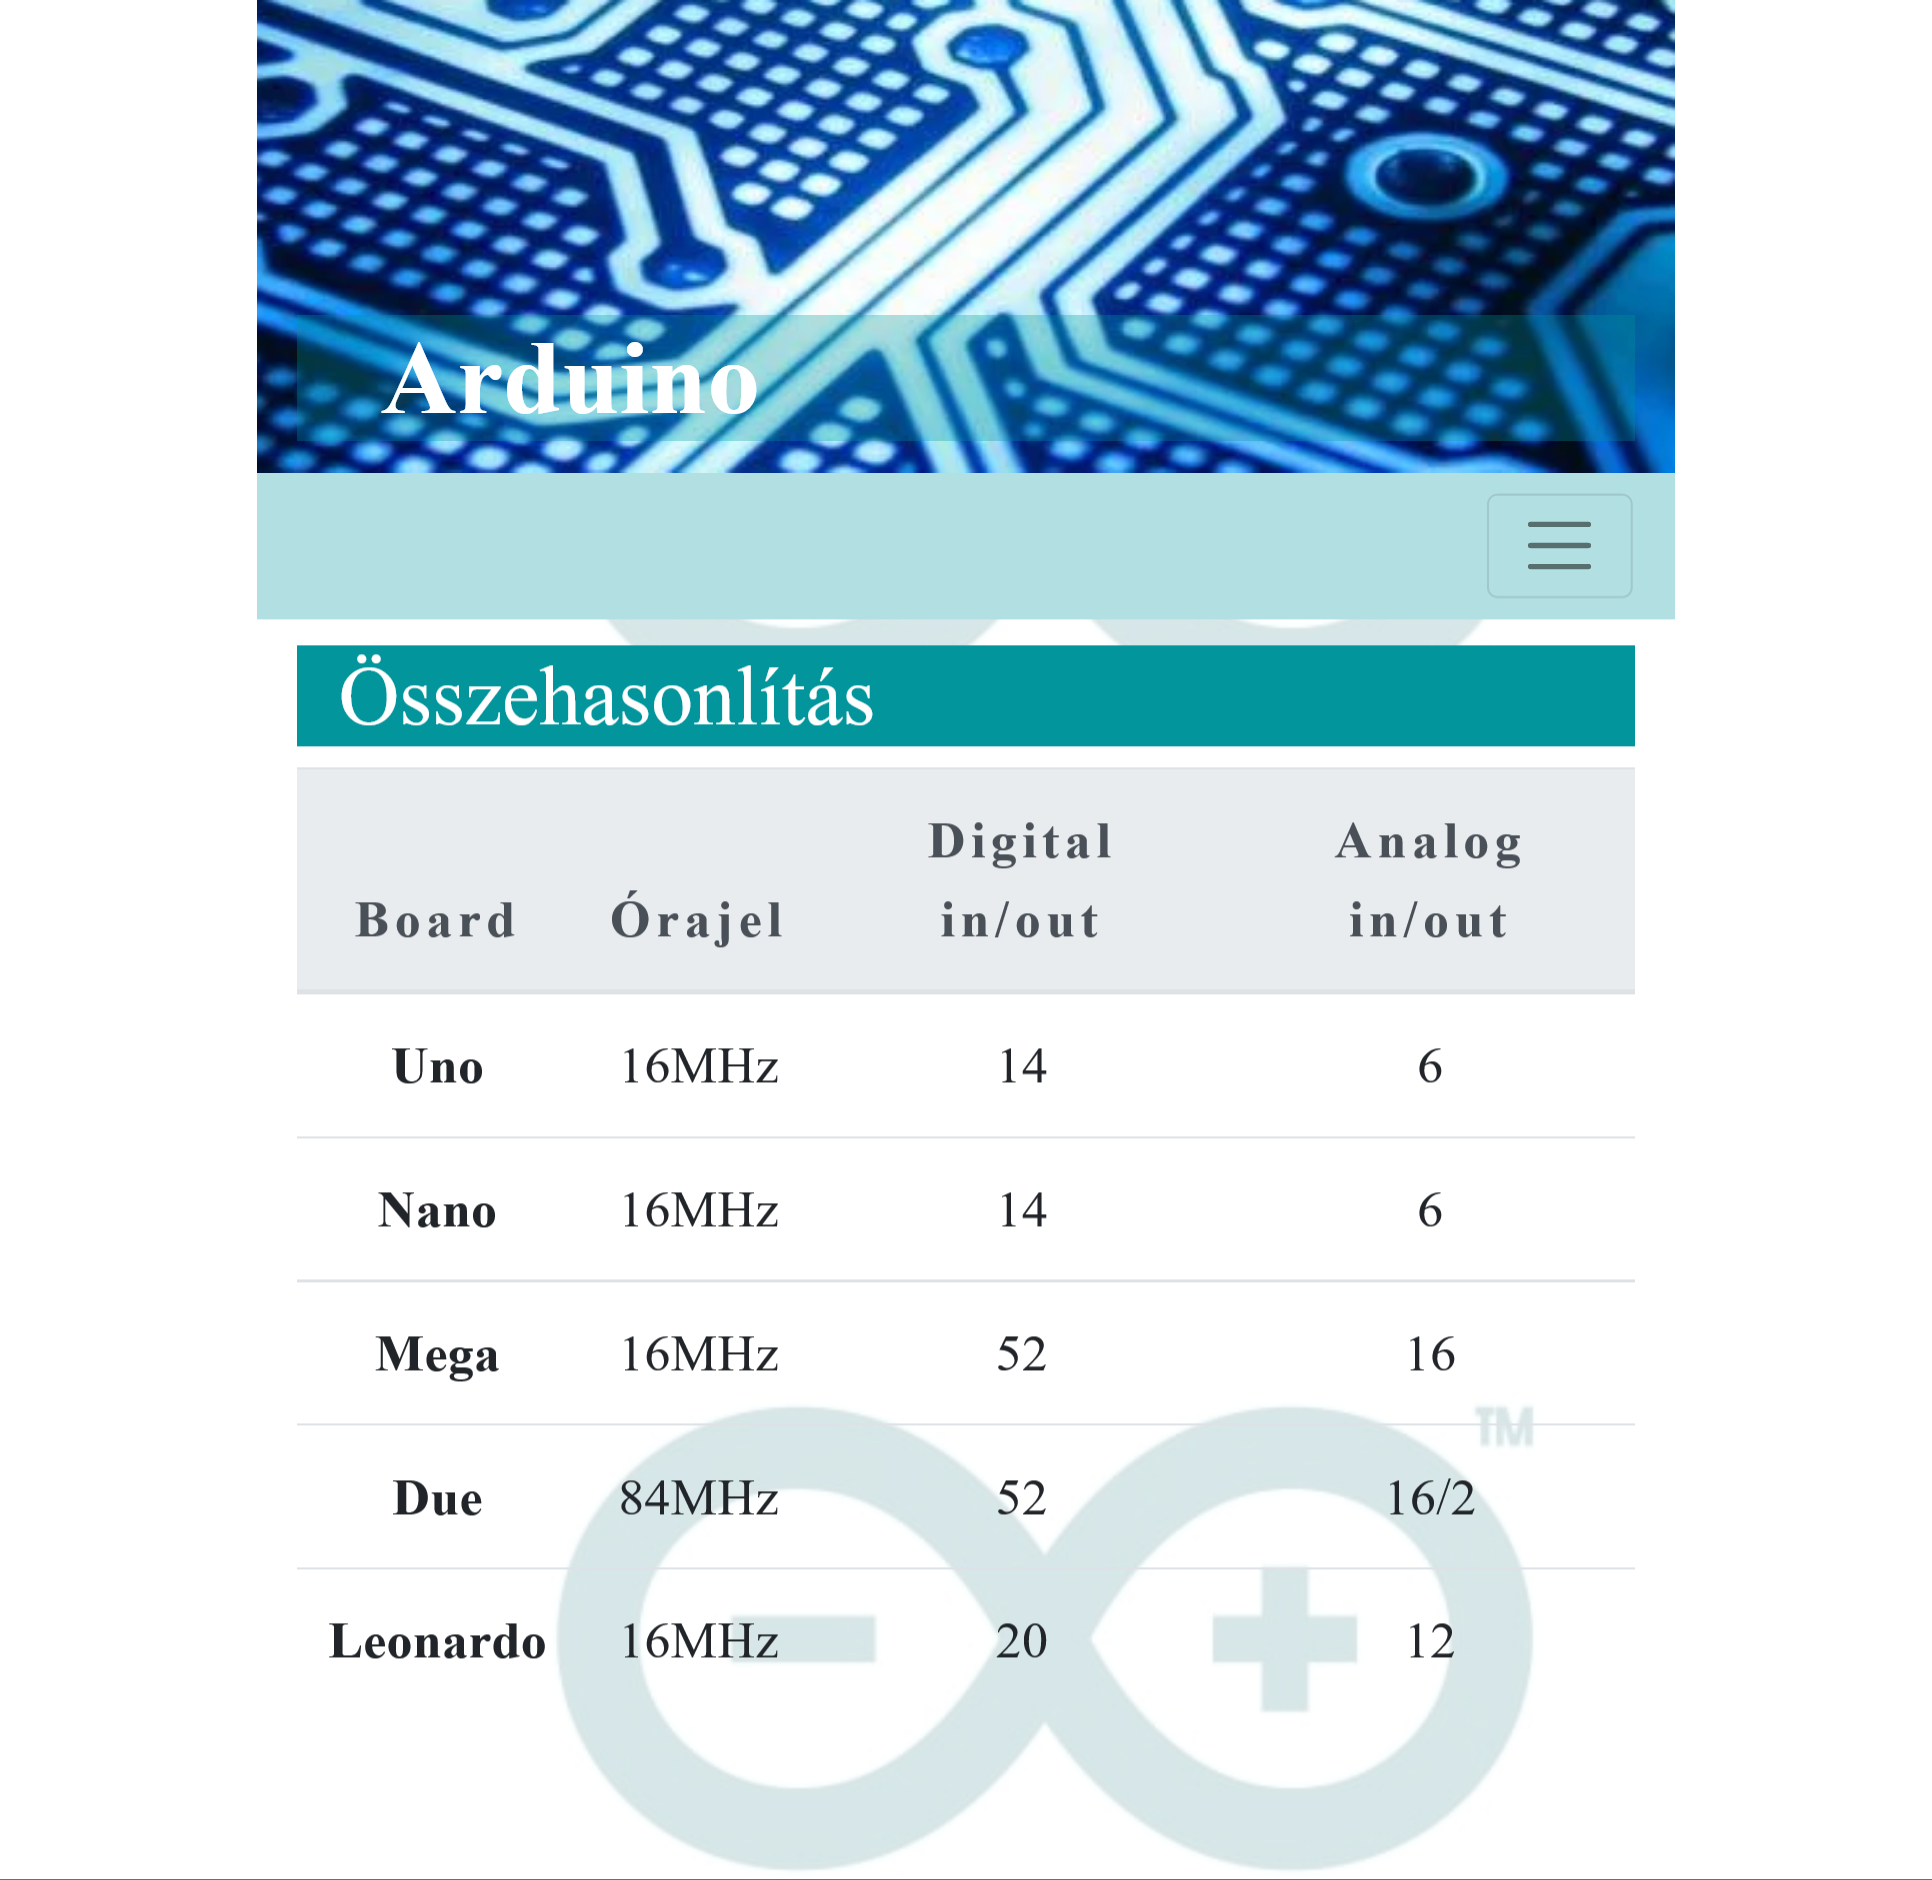 Arduino
Összehasonlítás
Board Órajel Digital in/out Analog in/out
Uno 16MHz 14 6
Nano 16MHz 14 6
Mega 16MHz 52 16
TM
Due 84MHz 52 16/2
Leonardo 16MHz 20 12